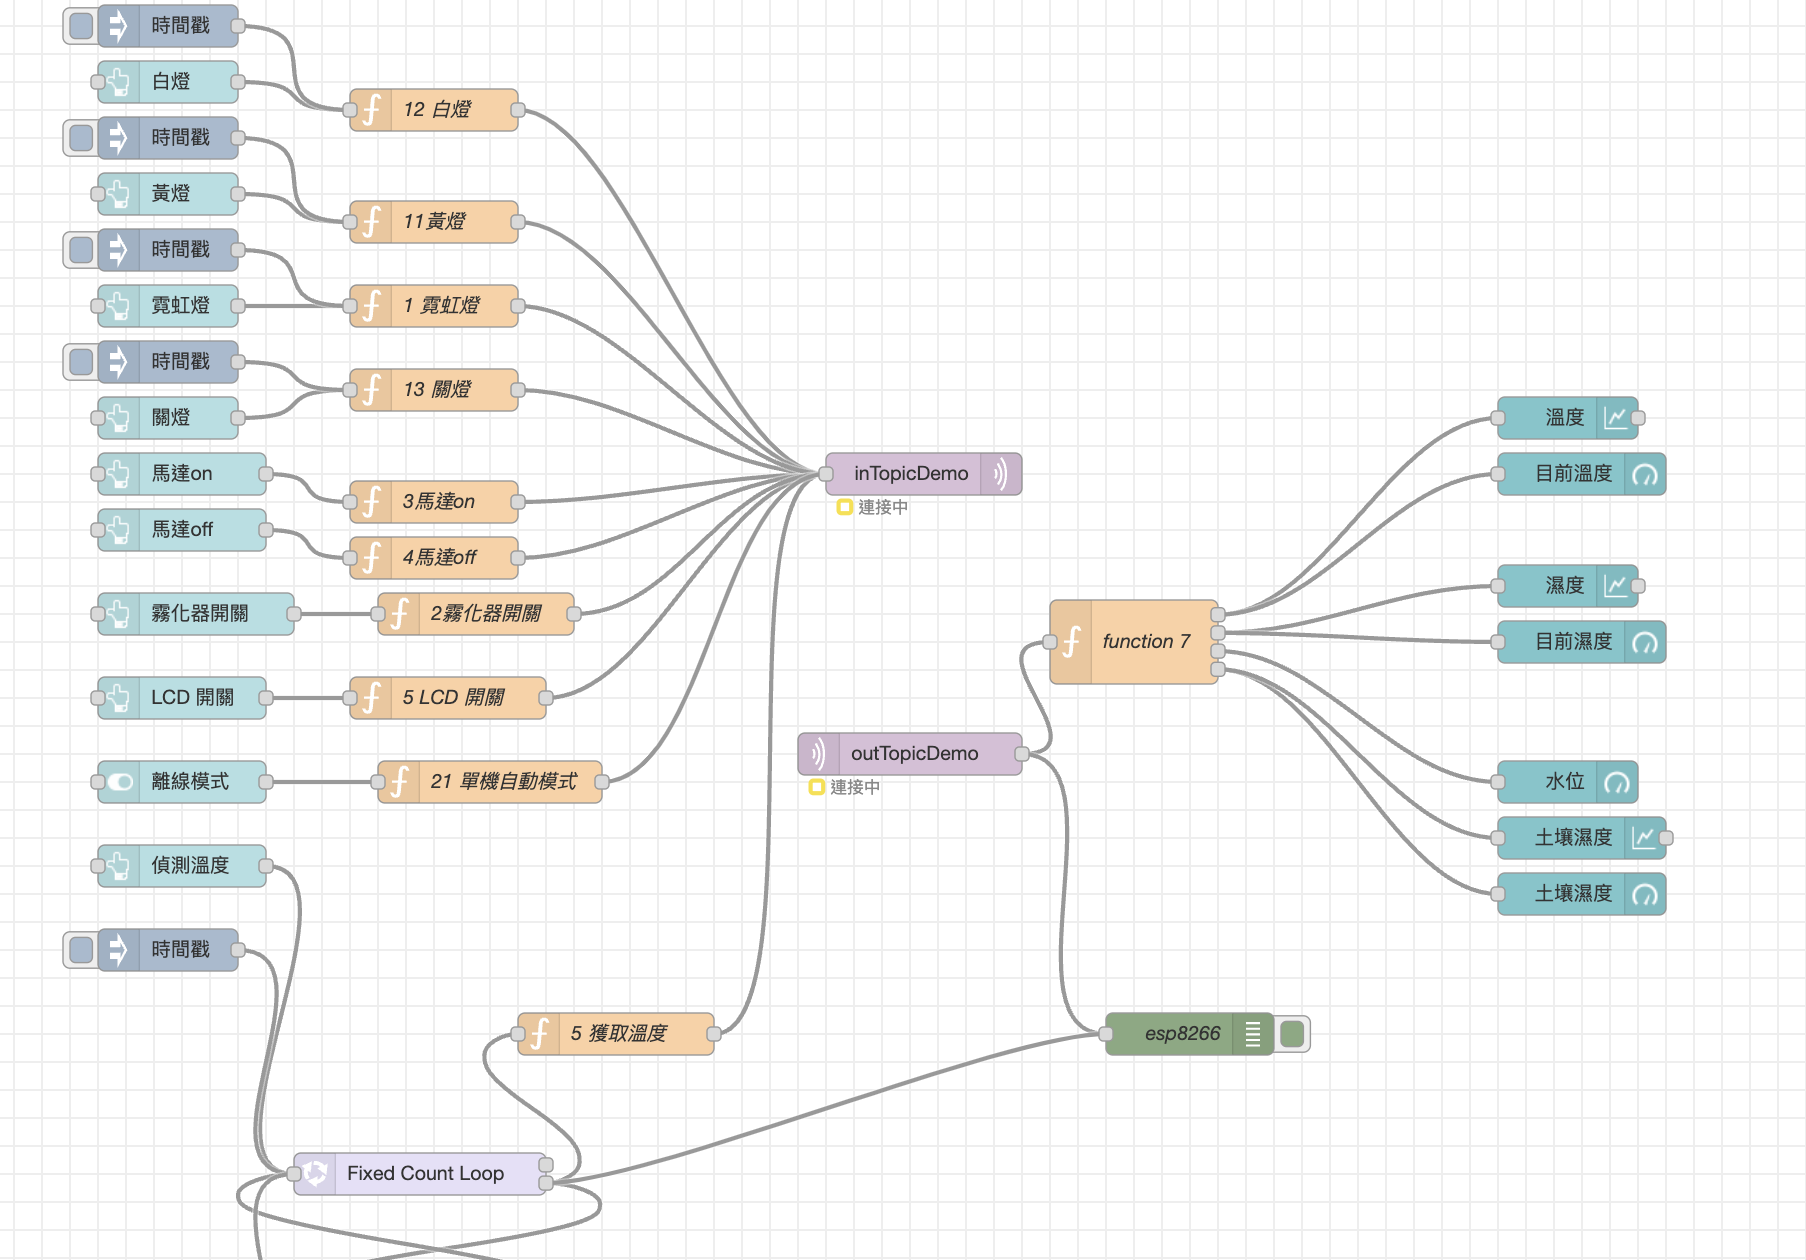 時間戳
白燈
12 白燈
時間戳
黃燈
11黃燈
時間戳
霓虹燈
1 霓虹燈
時間戳
13 關燈
關燈
馬達on
3馬達on
馬達off
4馬達off
霧化器開關
2霧化器開關
LCD 開關
5 LCD 開關
離線模式
21 單機自動模式
偵測溫度
時間戳
5 獲取溫度
Fixed Count Loop
inTopicDemo
連接中
outTopicDemo
連接中
function 7
esp8266
溫度
目前溫度
濕度
目前濕度
水位
土壤濕度
土壤濕度